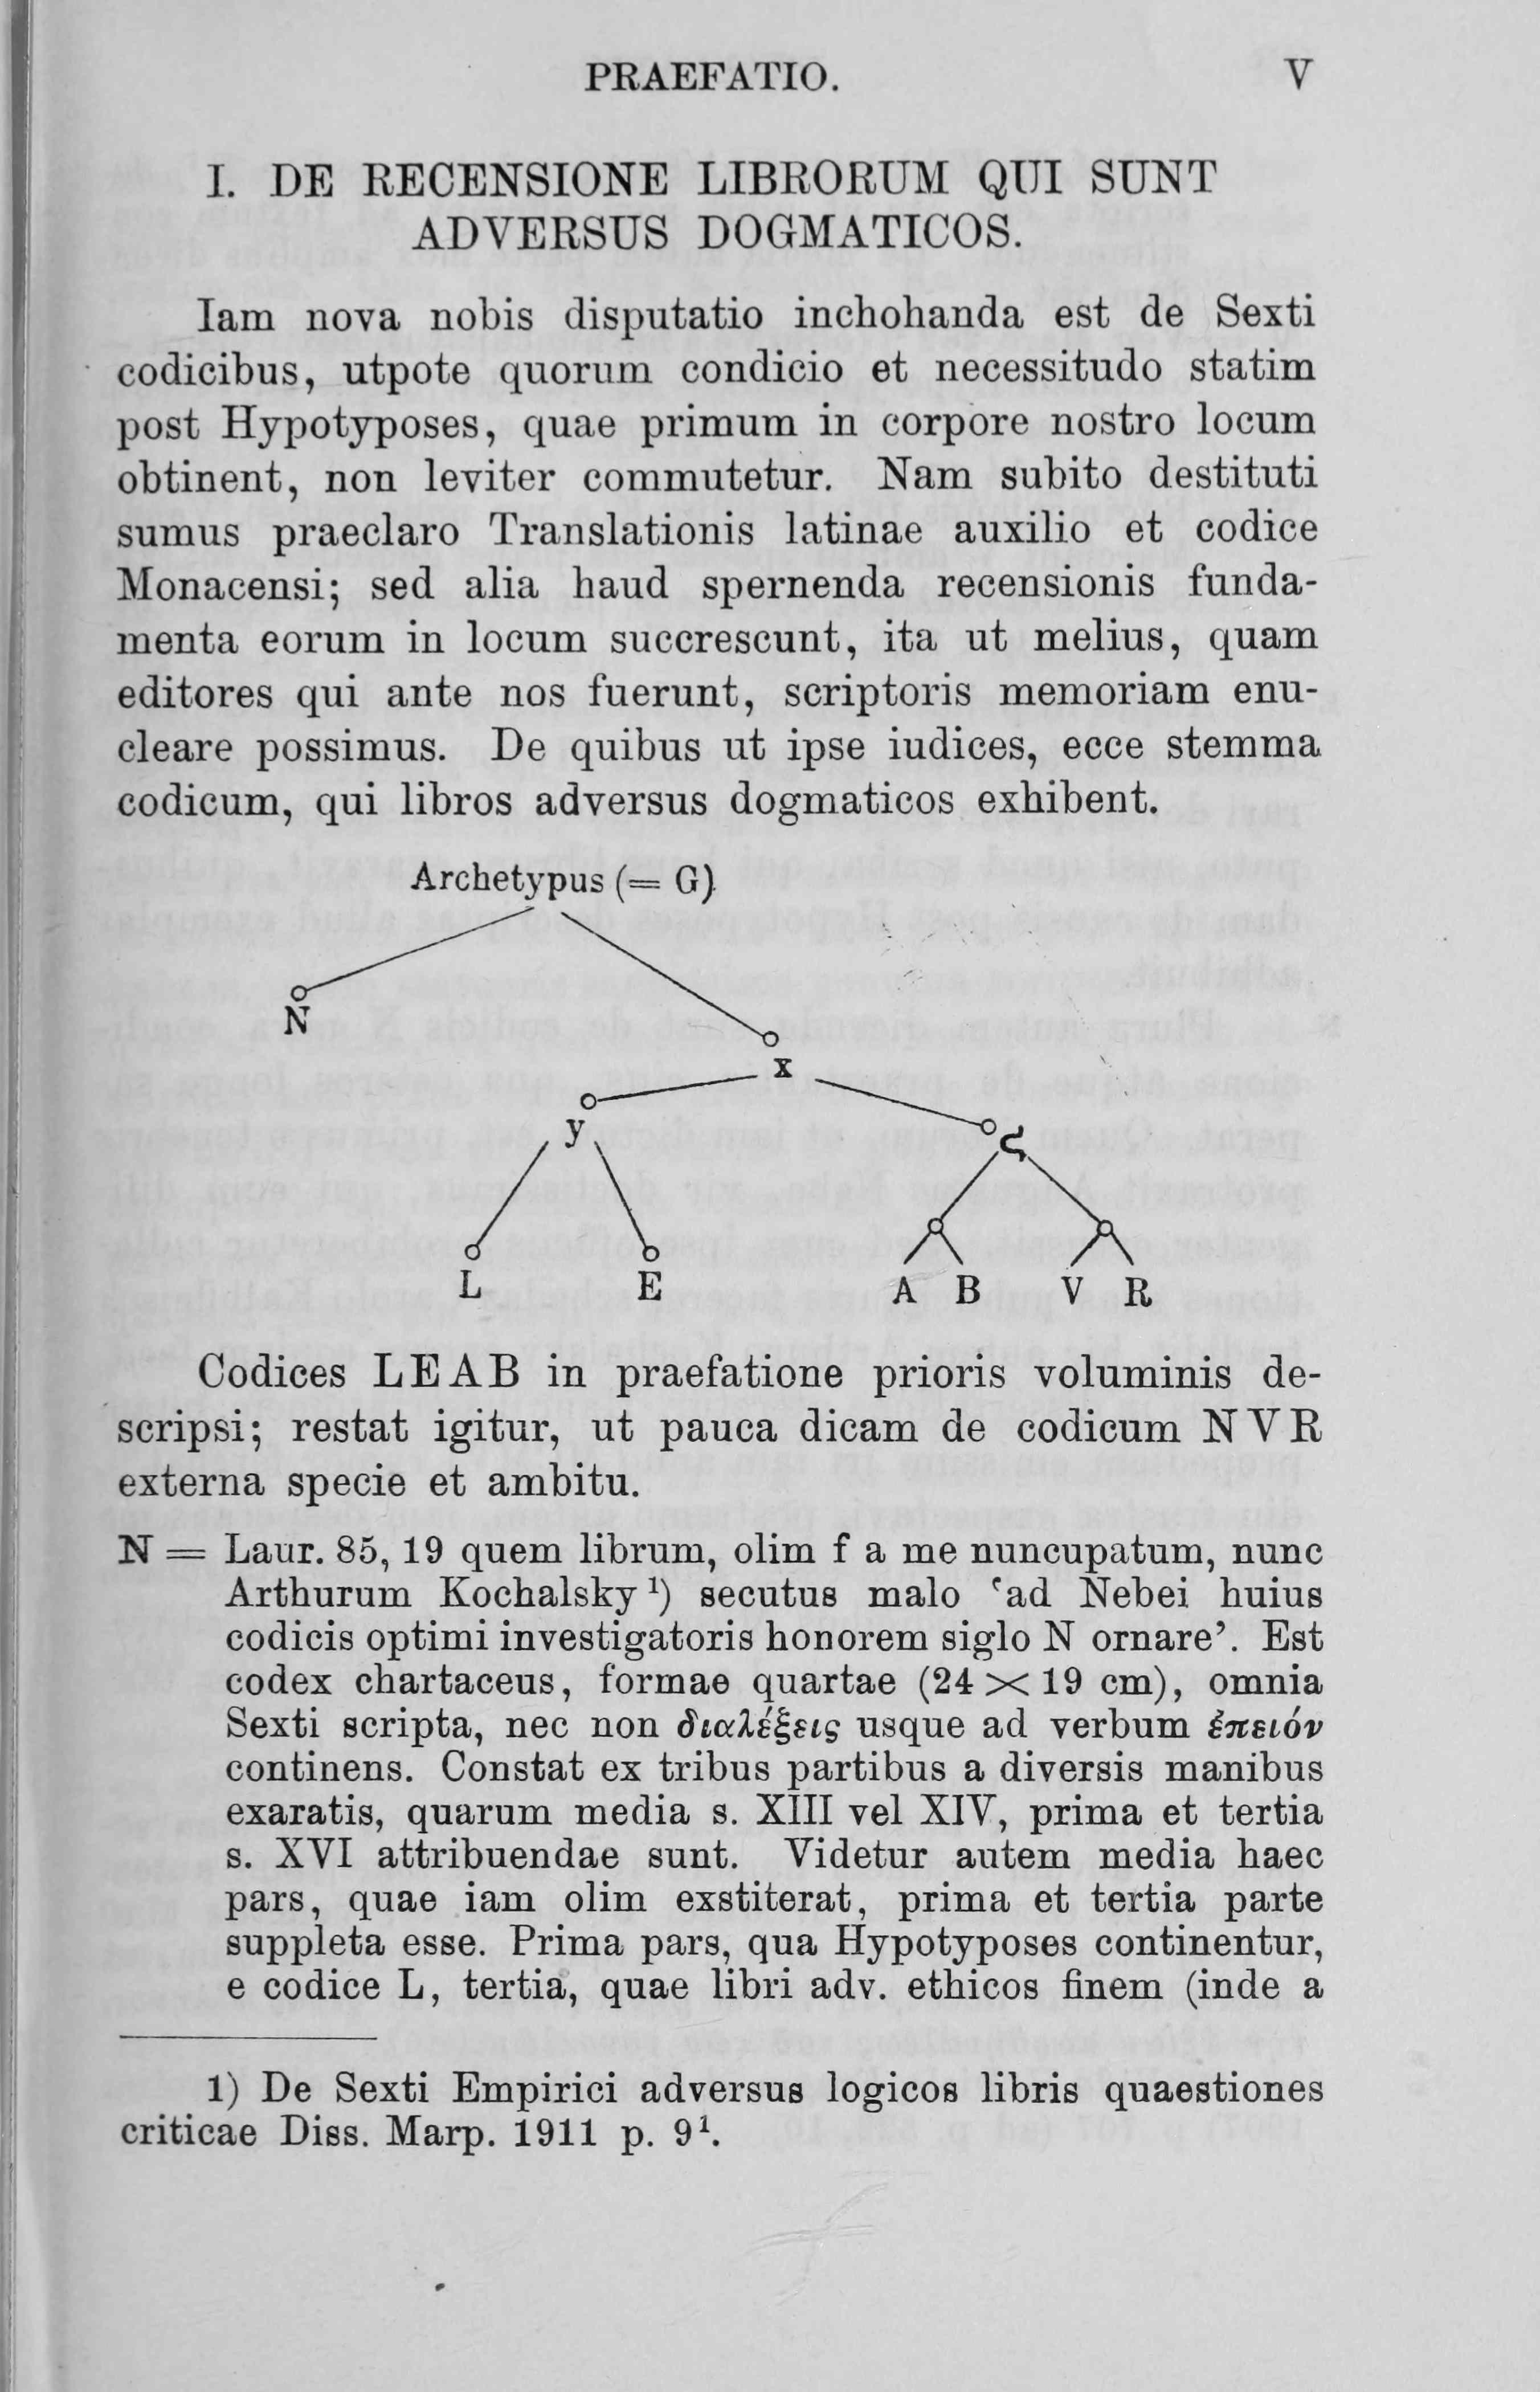 PRAEFATIO. V
I. DE RECENSIONE LIBRORUM QUI SUNT
ADVERSUS DOGMATICOS.
Iam nova nobis disputatio inchohanda est de Sexti
codicibus, utpote quorum condicio et necessitudo statim
post Hypotyposes, quae primum in corpore nostro locum
obtinent, non leviter commutetur. Nam subito destituti
sumus praeclaro Translationis latinae auxilio et codice
Monacensi; sed alia haud spernenda recensionis funda-
menta eorum in locum succrescunt, ita ut melius, quam
editores qui ante nos fuerunt, scriptoris memoriam enu-
cleare possimus. De quibus ut ipse iudices, ecce stemma
codicum, qui libros adversus dogmaticos exhibent.
Archetypus (= G)
N
x
y ς
L E A B V R
Codices LEAB in praefatione prioris voluminis de-
scripsi; restat igitur, ut pauca dicam de codicum NVR
externa specie et ambitu.
N = Laur. 85, 19 quem librum, olim f a me nuncupatum, nunc
Arthurum Kochalsky ¹) secutus malo ‛ad Nebei huius
codicis optimi investigatoris honorem siglo N ornare’. Est
codex chartaceus, formae quartae (24 × 19 cm), omnia
Sexti scripta, nec non διαλέξεις usque ad verbum ἐπειόν
continens. Constat ex tribus partibus a diversis manibus
exaratis, quarum media s. XIII vel XIV, prima et tertia
s. XVI attribuendae sunt. Videtur autem media haec
pars, quae iam olim exstiterat, prima et tertia parte
suppleta esse. Prima pars, qua Hypotyposes continentur,
e codice L, tertia, quae libri adv. ethicos finem (inde a
1) De Sexti Empirici adversus logicos libris quaestiones
criticae Diss. Marp. 1911 p. 9¹.